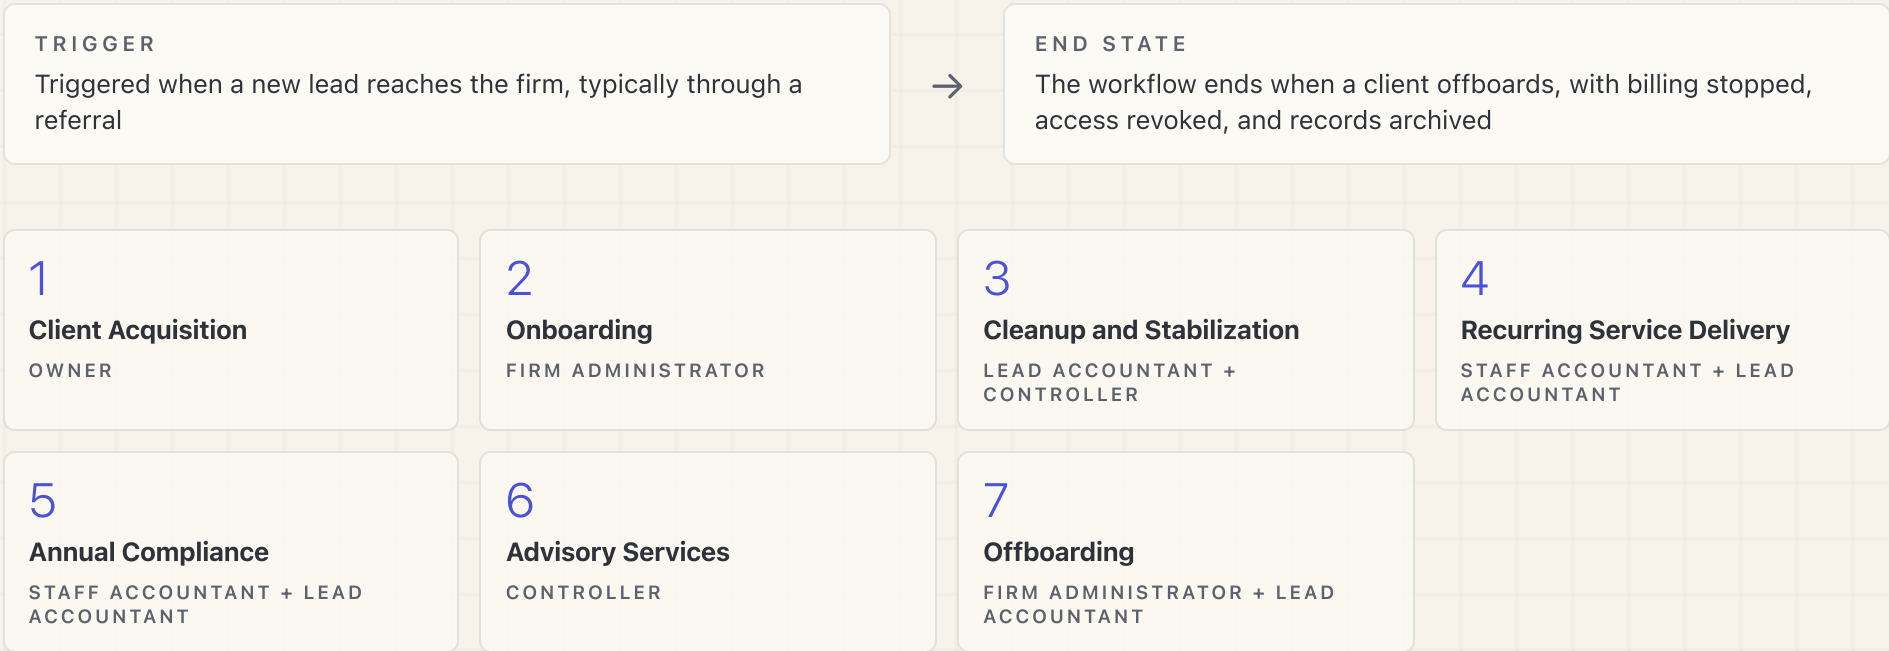 TRIGGER
Triggered when a new lead reaches the firm, typically through a
referral
→
END STATE
The workflow ends when a client offboards, with billing stopped,
access revoked, and records archived
1
Client Acquisition
OWNER
2
Onboarding
FIRM ADMINISTRATOR
3
Cleanup and Stabilization
LEAD ACCOUNTANT +
CONTROLLER
4
Recurring Service Delivery
STAFF ACCOUNTANT + LEAD
ACCOUNTANT
5
Annual Compliance
STAFF ACCOUNTANT + LEAD
ACCOUNTANT
6
Advisory Services
CONTROLLER
7
Offboarding
FIRM ADMINISTRATOR + LEAD
ACCOUNTANT